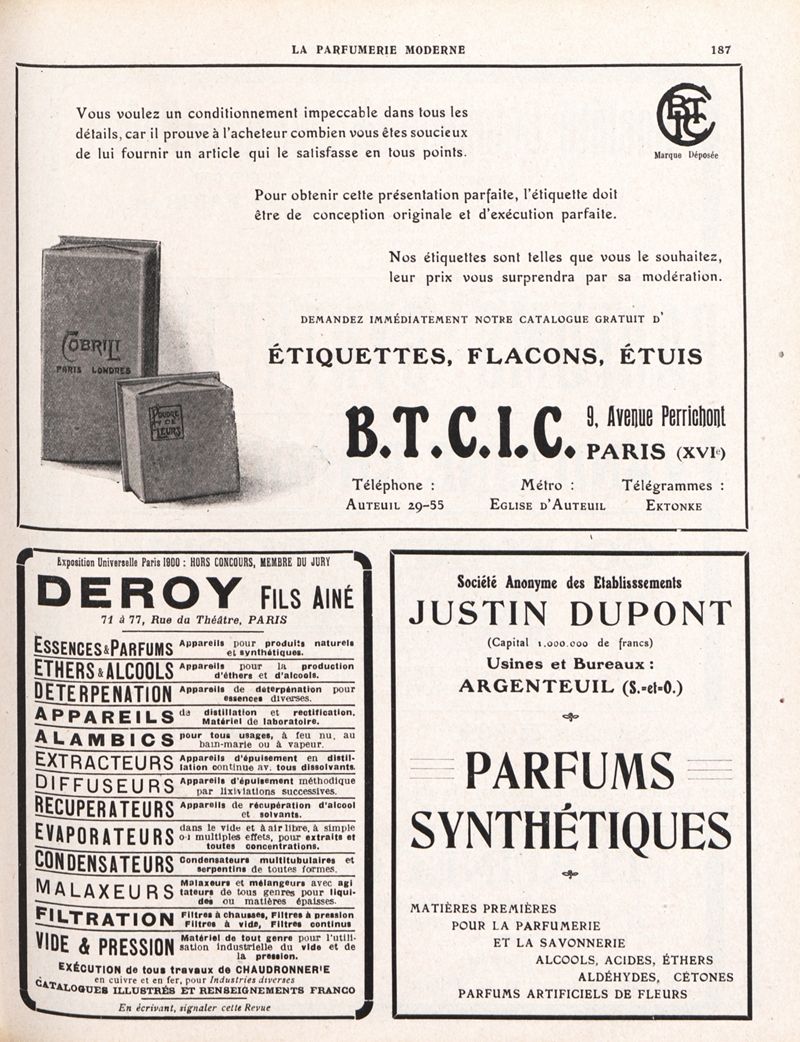 LA PARFUMERIE MODERNE
187
Vous voulez un conditionnement impeccable dans tous les
détails, car il prouve à l'acheteur combien vous êtes soucieux
de lui fournir un article qui le satisfasse en tous points.
BTCIC
Marque Déposée
Pour obtenir cette présentation parfaite, l'étiquette doit
être de conception originale et d'exécution parfaite.
Nos étiquettes sont telles que vous le souhaitez,
leur prix vous surprendra par sa modération.
COBRILI
PARIS LONDRES
POUDRE
DE
FLEURS
DEMANDEZ IMMÉDIATEMENT NOTRE CATALOGUE GRATUIT D'
ÉTIQUETTES, FLACONS, ÉTUIS
B.T.C.I.C. 9, Avenue Perrichont
PARIS (XVIe)
Téléphone : Métro : Télégrammes :
AUTEUIL 29-55 EGLISE D'AUTEUIL EKTONKE
Exposition Universelle Paris 1900 : HORS CONCOURS, MEMBRE DU JURY
DEROY FILS AINÉ
71 à 77, Rue du Théâtre, PARIS
ESSENCES & PARFUMS Appareils pour produits naturels
et synthétiques.
ETHERS & ALCOOLS Appareils pour la production
d'éthers et d'alcools.
DETERPENATION Appareils de déterpénation pour
essences diverses.
APPAREILS de distillation et rectification.
Matériel de laboratoire.
ALAMBICS pour tous usages, à feu nu, au
bain-marie ou à vapeur.
EXTRACTEURS Appareils d'épuisement en distil-
lation continue av. tous dissolvants.
DIFFUSEURS Appareils d'épuisement méthodique
par lixiviations successives.
RECUPERATEURS Appareils de récupération d'alcool
et solvants.
EVAPORATEURS dans le vide et à air libre, à simple
o·i multiples effets, pour extraits et
toutes concentrations.
CONDENSATEURS Condensateurs multitubulaires et
serpentins de toutes formes.
MALAXEURS Malaxeurs et mélangeurs avec agi
tateurs de tous genres pour liqui-
des ou matières épaisses.
FILTRATION Filtres à chausses, Filtres à pression
Filtres à vide, Filtres continus
VIDE & PRESSION Matériel de tout genre pour l'utili-
sation industrielle du vide et de
la pression.
EXÉCUTION de tous travaux de CHAUDRONNERIE
en cuivre et en fer, pour Industries diverses
CATALOGUES ILLUSTRÉS ET RENSEIGNEMENTS FRANCO
En écrivant, signaler cette Revue
Société Anonyme des Etablisssements
JUSTIN DUPONT
(Capital 1.000.000 de francs)
Usines et Bureaux :
ARGENTEUIL (S.=et=O.)
PARFUMS
SYNTHÉTIQUES
MATIÈRES PREMIÈRES
POUR LA PARFUMERIE
ET LA SAVONNERIE
ALCOOLS, ACIDES, ÉTHERS
ALDÉHYDES, CÉTONES
PARFUMS ARTIFICIELS DE FLEURS